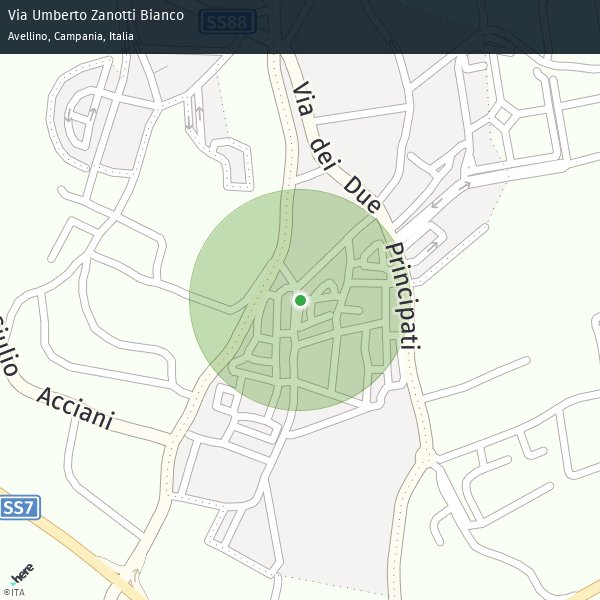 Via Umberto Zanotti Bianco
Avellino, Campania, Italia
SS88
Via dei Due Principati
Giulio Acciani
SS7
here
©ITA